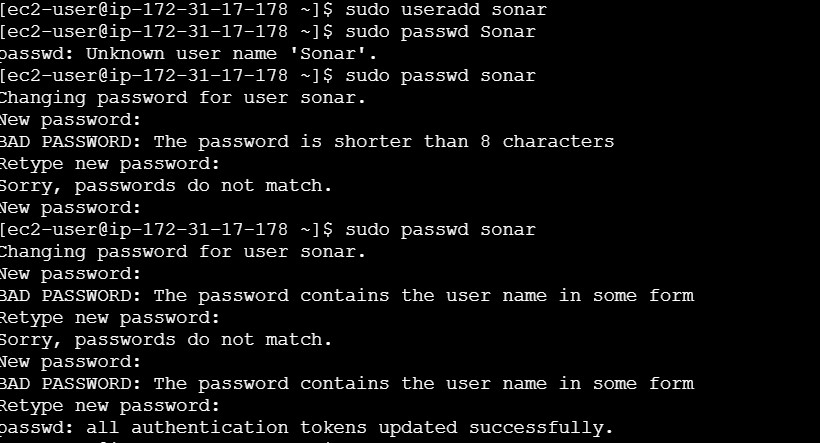 [ec2-user@ip-172-31-17-178 ~]$ sudo useradd sonar
[ec2-user@ip-172-31-17-178 ~]$ sudo passwd Sonar
passwd: Unknown user name 'Sonar'.
[ec2-user@ip-172-31-17-178 ~]$ sudo passwd sonar
Changing password for user sonar.
New password:
BAD PASSWORD: The password is shorter than 8 characters
Retype new password:
Sorry, passwords do not match.
New password:
[ec2-user@ip-172-31-17-178 ~]$ sudo passwd sonar
Changing password for user sonar.
New password:
BAD PASSWORD: The password contains the user name in some form
Retype new password:
Sorry, passwords do not match.
New password:
BAD PASSWORD: The password contains the user name in some form
Retype new password:
passwd: all authentication tokens updated successfully.